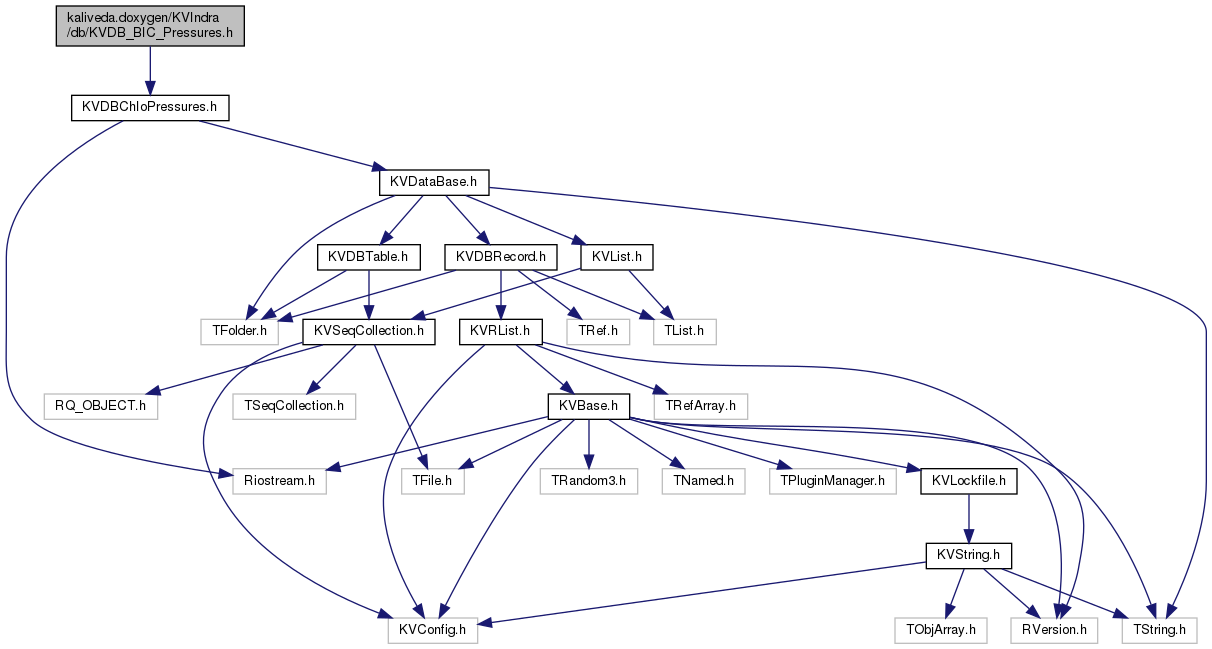 kaliveda.doxygen/KVIndra
/db/KVDB_BIC_Pressures.h
KVDBChIoPressures.h
KVDataBase.h
KVDBTable.h
KVDBRecord.h
KVList.h
TFolder.h
KVSeqCollection.h
KVRList.h
TRef.h
TList.h
RQ_OBJECT.h
TSeqCollection.h
KVBase.h
TRefArray.h
Riostream.h
TFile.h
TRandom3.h
TNamed.h
TPluginManager.h
KVLockfile.h
KVString.h
KVConfig.h
TObjArray.h
RVersion.h
TString.h